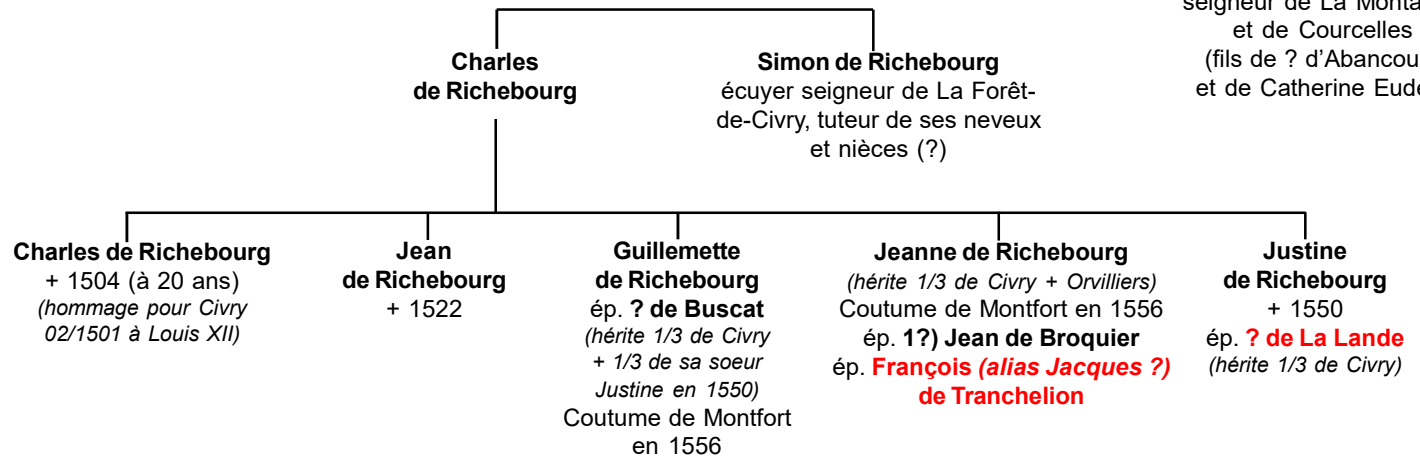 seigneur de La Monta
et de Courcelles
(fils de ? d'Abancou
et de Catherine Eude
Charles
de Richebourg
Simon de Richebourg
écuyer seigneur de La Forêt-
de-Civry, tuteur de ses neveux
et nièces (?)
Charles de Richebourg
+ 1504 (à 20 ans)
(hommage pour Civry
02/1501 à Louis XII)
Jean
de Richebourg
+ 1522
Guillemette
de Richebourg
ép. ? de Buscat
(hérite 1/3 de Civry
+ 1/3 de sa soeur
Justine en 1550)
Coutume de Montfort
en 1556
Jeanne de Richebourg
(hérite 1/3 de Civry + Orvilliers)
Coutume de Montfort en 1556
ép. 1?) Jean de Broquier
ép. François (alias Jacques ?)
de Tranchelion
Justine
de Richebourg
+ 1550
ép. ? de La Lande
(hérite 1/3 de Civry)